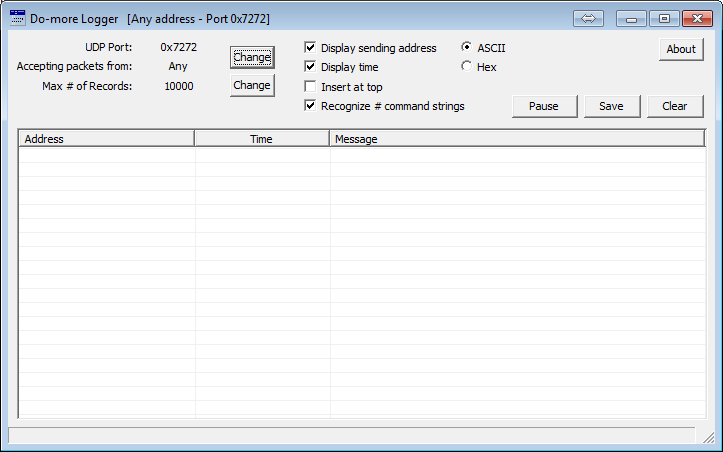 Do-more Logger   [Any address - Port 0x7272]
UDP Port: 0x7272 Change
Accepting packets from: Any
Max # of Records: 10000 Change
Display sending address
Display time
Insert at top
Recognize # command strings
ASCII
Hex
About
Pause Save Clear
Address Time Message